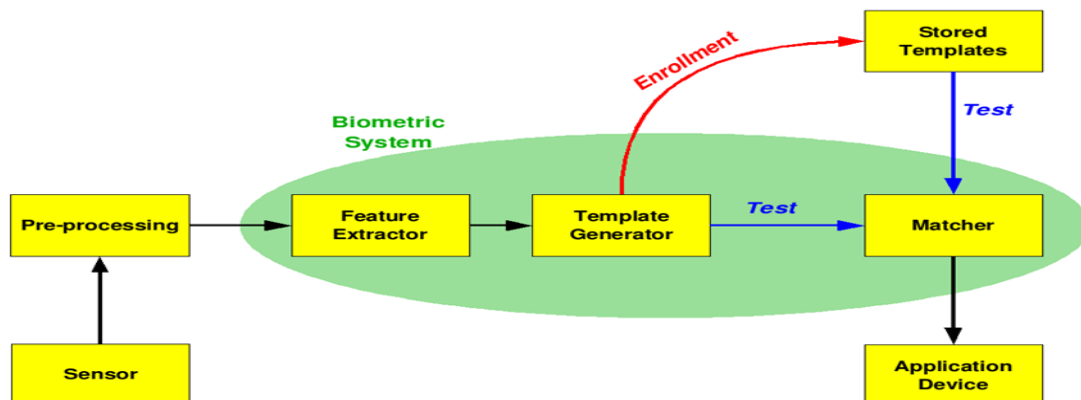 Stored
Templates
Enrollment
Test
Biometric
System
Pre-processing
Feature
Extractor
Template
Generator
Test
Matcher
Sensor
Application
Device